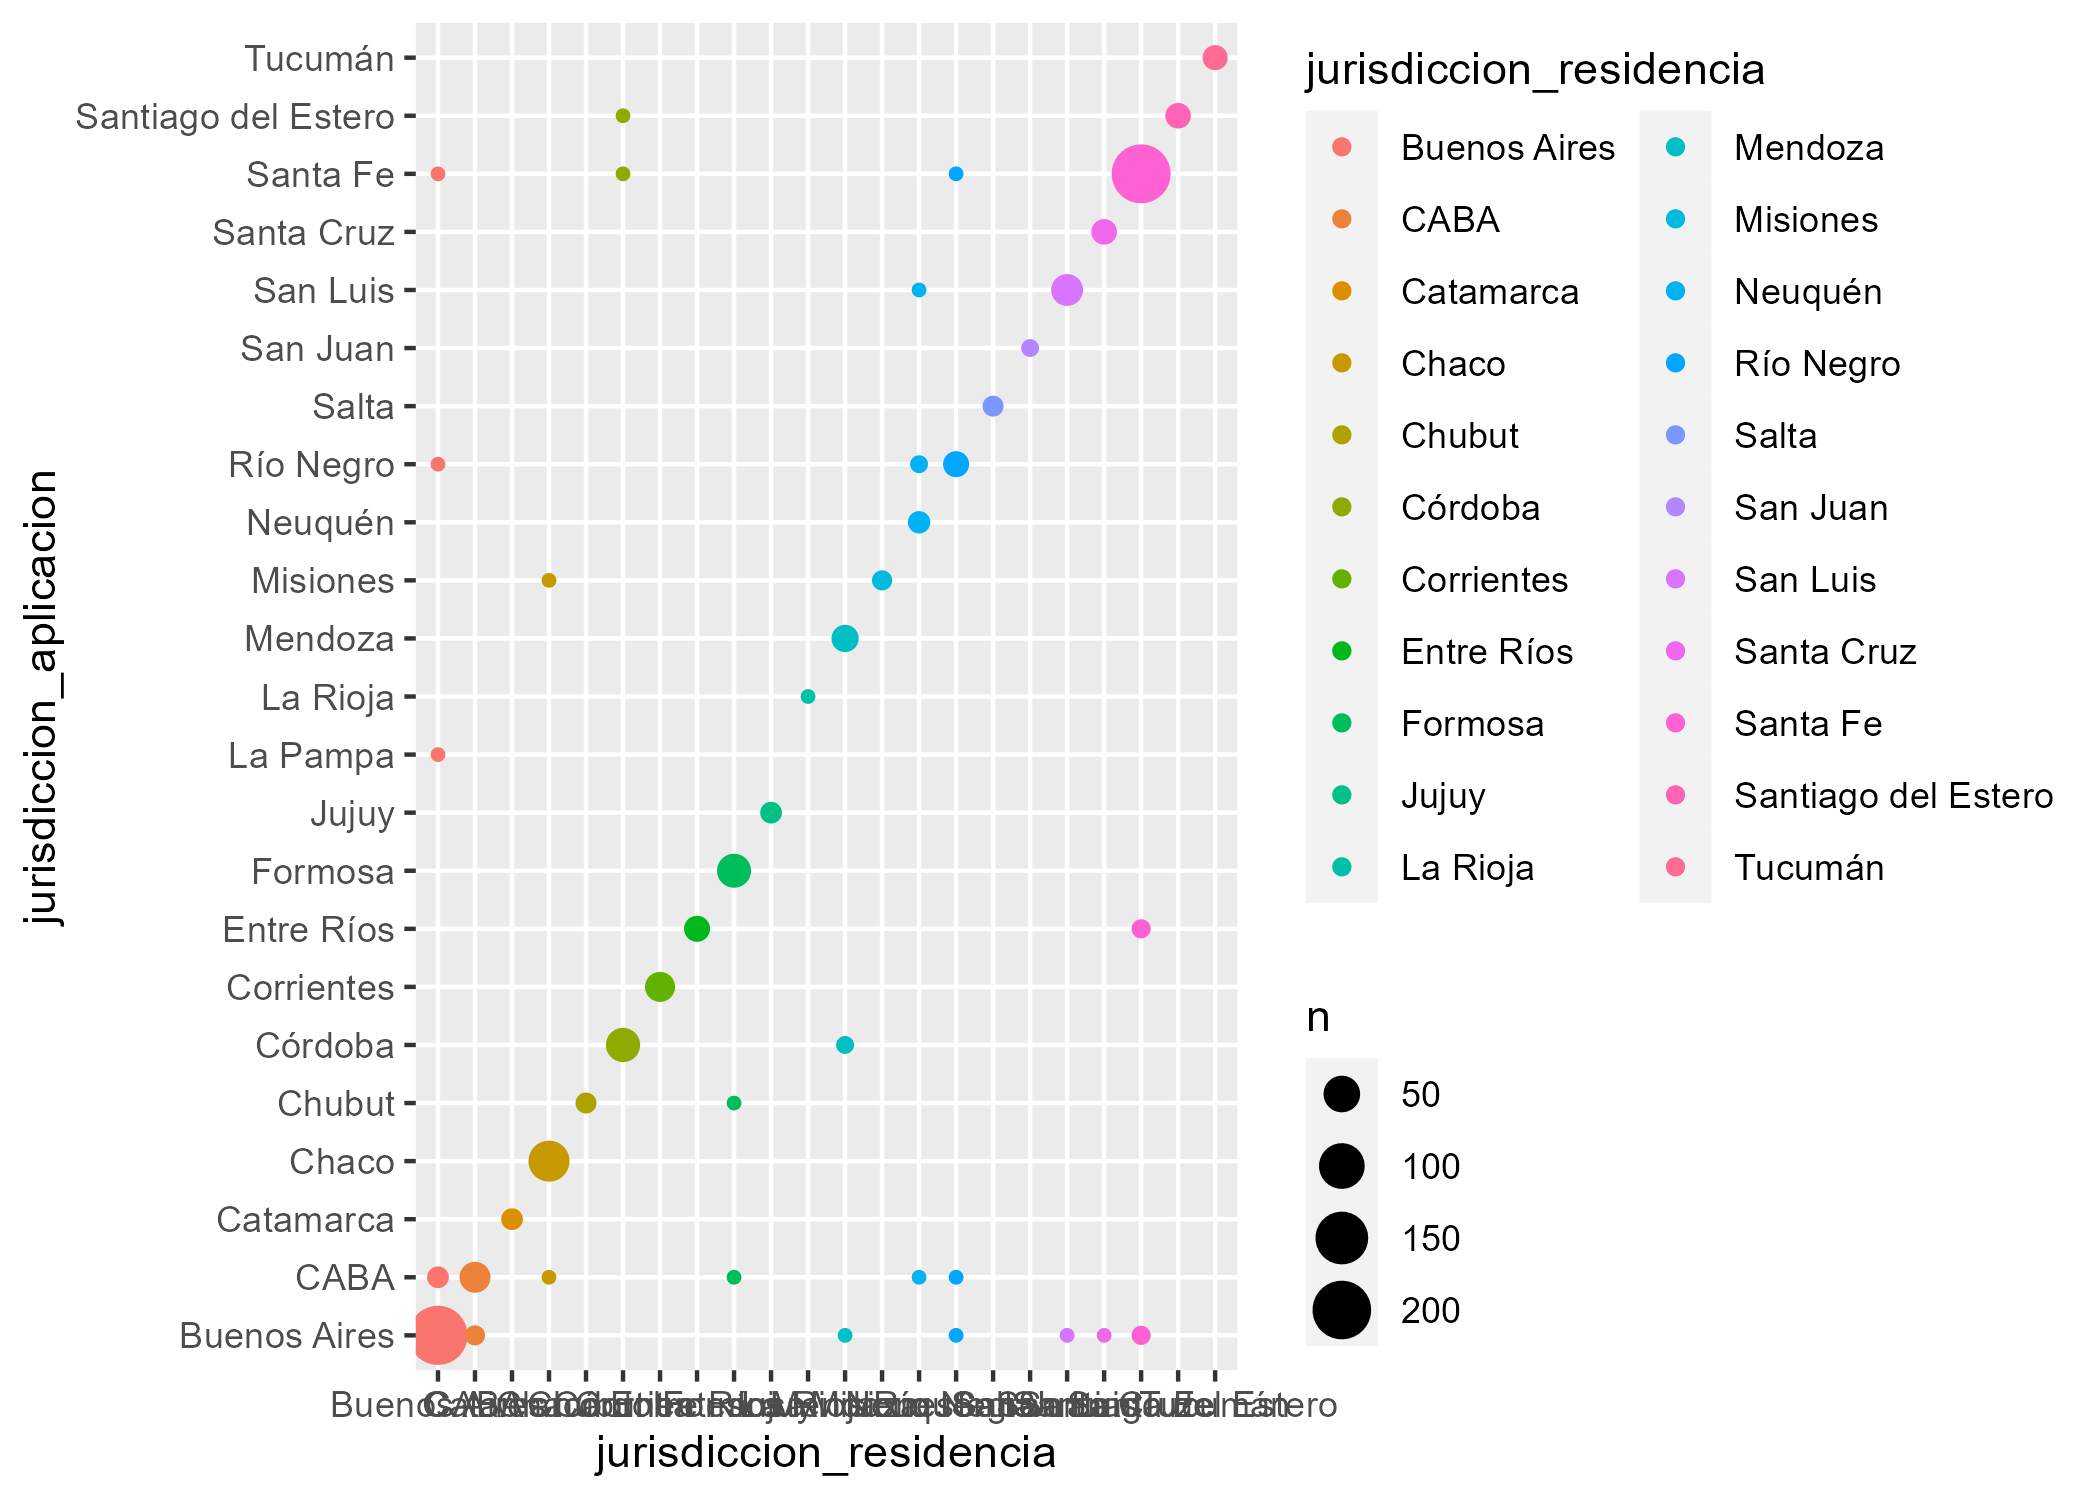 Tucumán
Santiago del Estero
Santa Fe
Santa Cruz
San Luis
San Juan
Salta
Río Negro
Neuquén
Misiones
Mendoza
La Rioja
La Pampa
Jujuy
Formosa
Entre Ríos
Corrientes
Córdoba
Chubut
Chaco
Catamarca
CABA
Buenos Aires
jurisdiccion_aplicacion
jurisdiccion_residencia
jurisdiccion_residencia
Buenos Aires
CABA
Catamarca
Chaco
Chubut
Córdoba
Corrientes
Entre Ríos
Formosa
Jujuy
La Rioja
Mendoza
Misiones
Neuquén
Río Negro
Salta
San Juan
San Luis
Santa Cruz
Santa Fe
Santiago del Estero
Tucumán
n
50
100
150
200